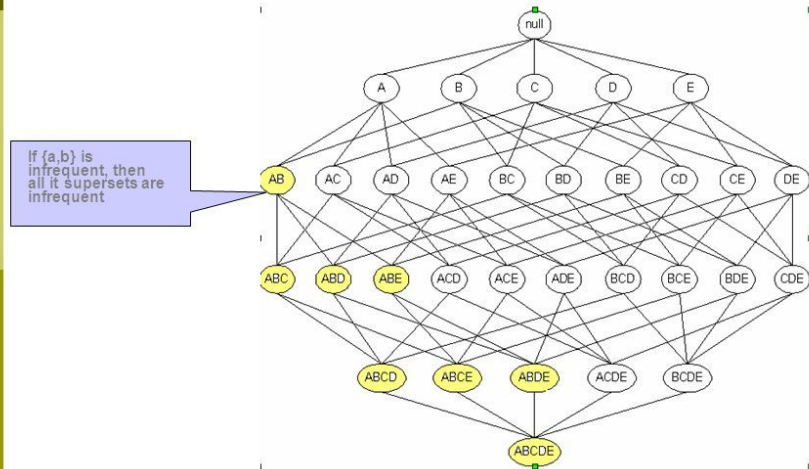 null
A B C D E
If {a,b} is
infrequent, then
all it supersets are
infrequent
AB AC AD AE BC BD BE CD CE DE
ABC ABD ABE ACD ACE ADE BCD BCE BDE CDE
ABCD ABCE ABDE ACDE BCDE
ABCDE